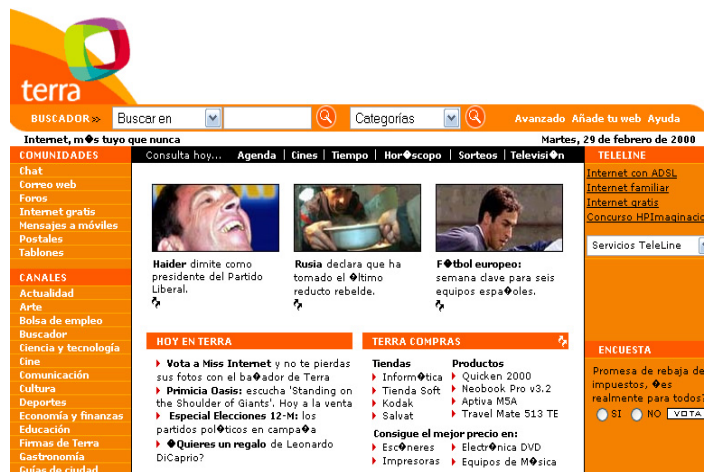 terra
BUSCADOR » Buscar en Categorías Avanzado Añade tu web Ayuda
Internet, m�s tuyo que nunca
Martes, 29 de febrero de 2000
COMUNIDADES
Chat
Correo web
Foros
Internet gratis
Mensajes a móviles
Postales
Tablones
CANALES
Actualidad
Arte
Bolsa de empleo
Buscador
Ciencia y tecnología
Cine
Comunicación
Cultura
Deportes
Economía y finanzas
Educación
Firmas de Terra
Gastronomía
Guías de ciudad
Consulta hoy... Agenda | Cines | Tiempo | Hor�scopo | Sorteos | Televisi�n
Haider dimite como
presidente del Partido
Liberal.
Rusia declara que ha
tomado el �ltimo
reducto rebelde.
F�tbol europeo:
semana clave para seis
equipos espa�oles.
HOY EN TERRA
Vota a Miss Internet y no te pierdas
sus fotos con el ba�ador de Terra
Primicia Oasis: escucha 'Standing on
the Shoulder of Giants'. Hoy a la venta
Especial Elecciones 12-M: los
partidos pol�ticos en campa�a
�Quieres un regalo de Leonardo
DiCaprio?
TERRA COMPRAS
Tiendas
Inform�tica
Tienda Soft
Kodak
Salvat
Productos
Quicken 2000
Neobook Pro v3.2
Aptiva M5A
Travel Mate 513 TE
Consigue el mejor precio en:
Esc�neres
Impresoras
Electr�nica DVD
Equipos de M�sica
TELELINE
Internet con ADSL
Internet familiar
Internet gratis
Concurso HPImaginacio
Servicios TeleLine
ENCUESTA
Promesa de rebaja de
impuestos, �es
realmente para todos?
SI NO VOTA